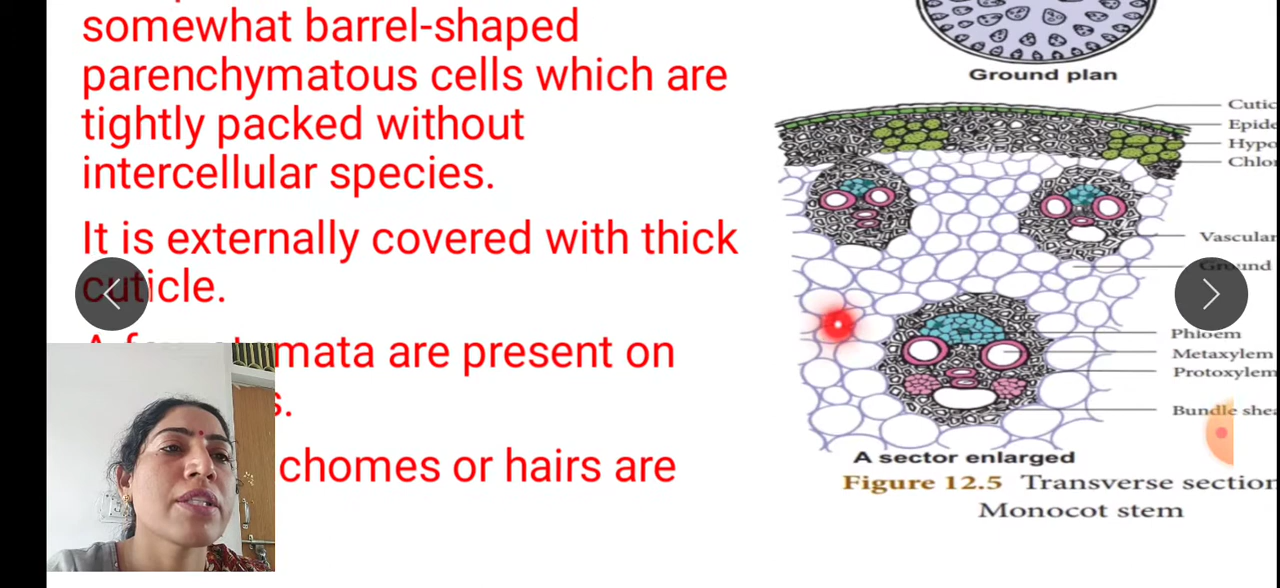 somewhat barrel-shaped
parenchymatous cells which are
tightly packed without
intercellular species.
It is externally covered with thick
cuticle.
mata are present on
s.
chomes or hairs are
Ground plan
Cutic
Epide
Hypo
Chlor
Vascular
Ground
Phloem
Metaxylem
Protoxylem
Bundle shea
A sector enlarged
Figure 12.5 Transverse section
Monocot stem